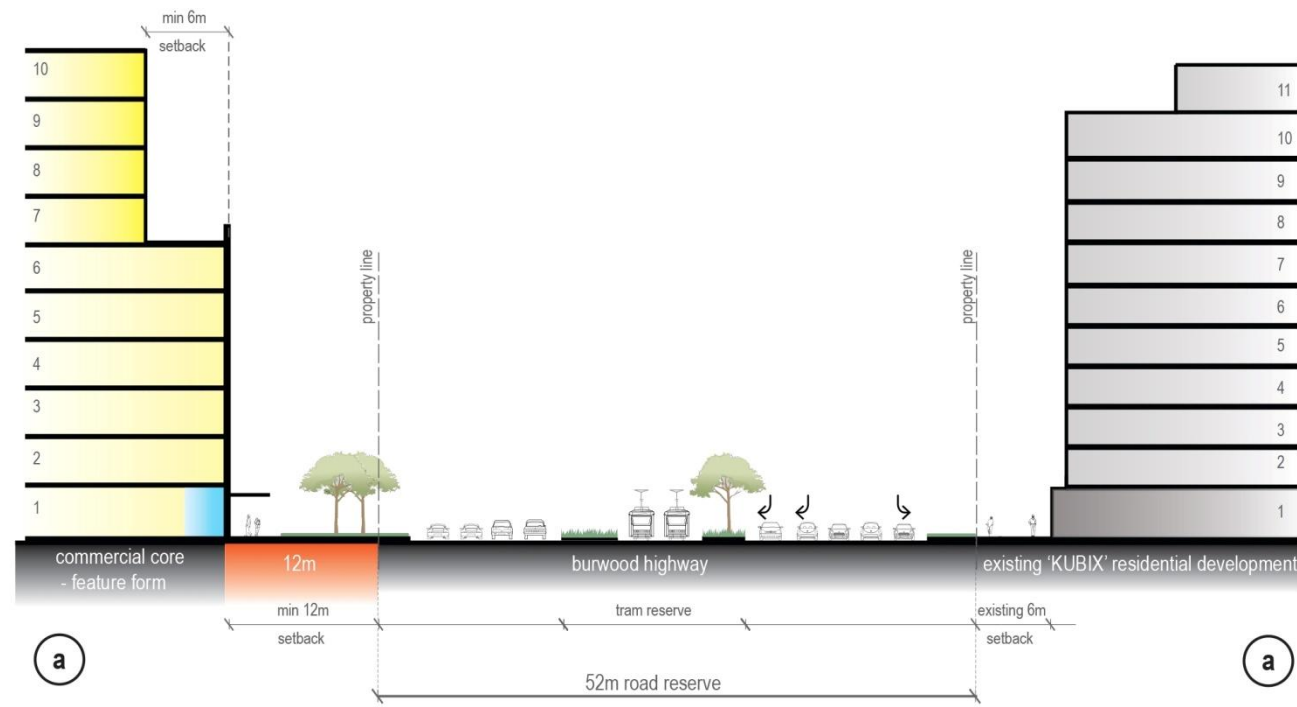 min 6m
setback
10
9
8
7
6
5
4
3
2
1
property line
property line
11
10
9
8
7
6
5
4
3
2
1
commercial core
- feature form
12m
burwood highway
existing 'KUBIX' residential development
min 12m
setback
tram reserve
existing 6m
setback
a
a
52m road reserve